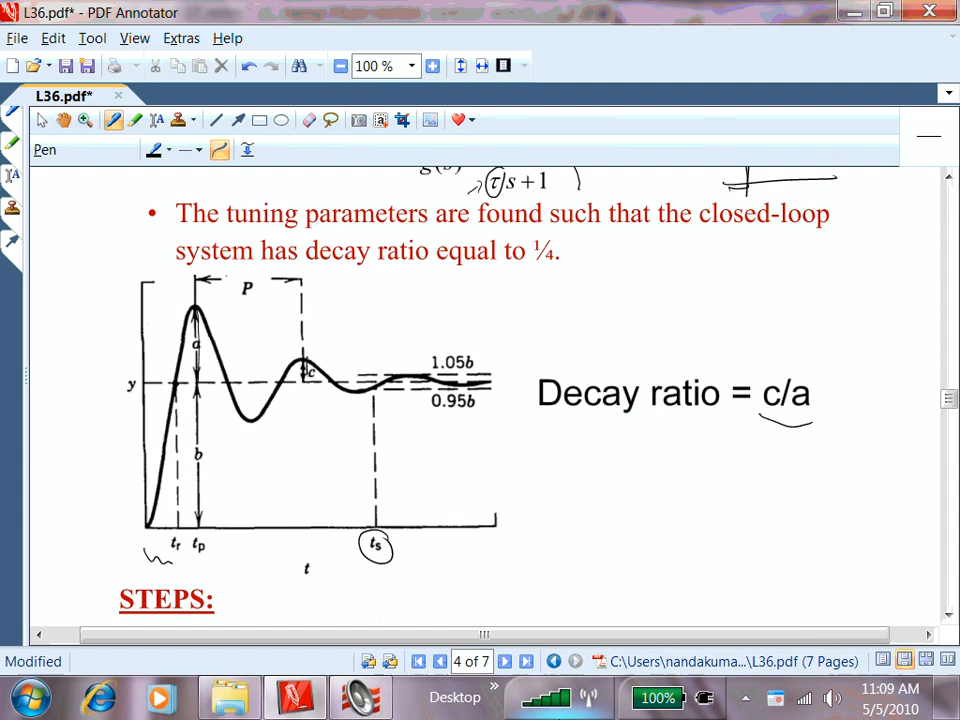 L36.pdf* - PDF Annotator
File Edit Tool View Extras Help
100 %
L36.pdf*
Pen
g(s)
τ s + 1
• The tuning parameters are found such that the closed-loop
system has decay ratio equal to ¼.
P
a
c
1.05b
y
0.95b
Decay ratio = c/a
b
tr tp ts
t
STEPS:
Modified
4 of 7
C:\Users\nandakuma...\L36.pdf (7 Pages)
Desktop
»
100%
11:09 AM
5/5/2010